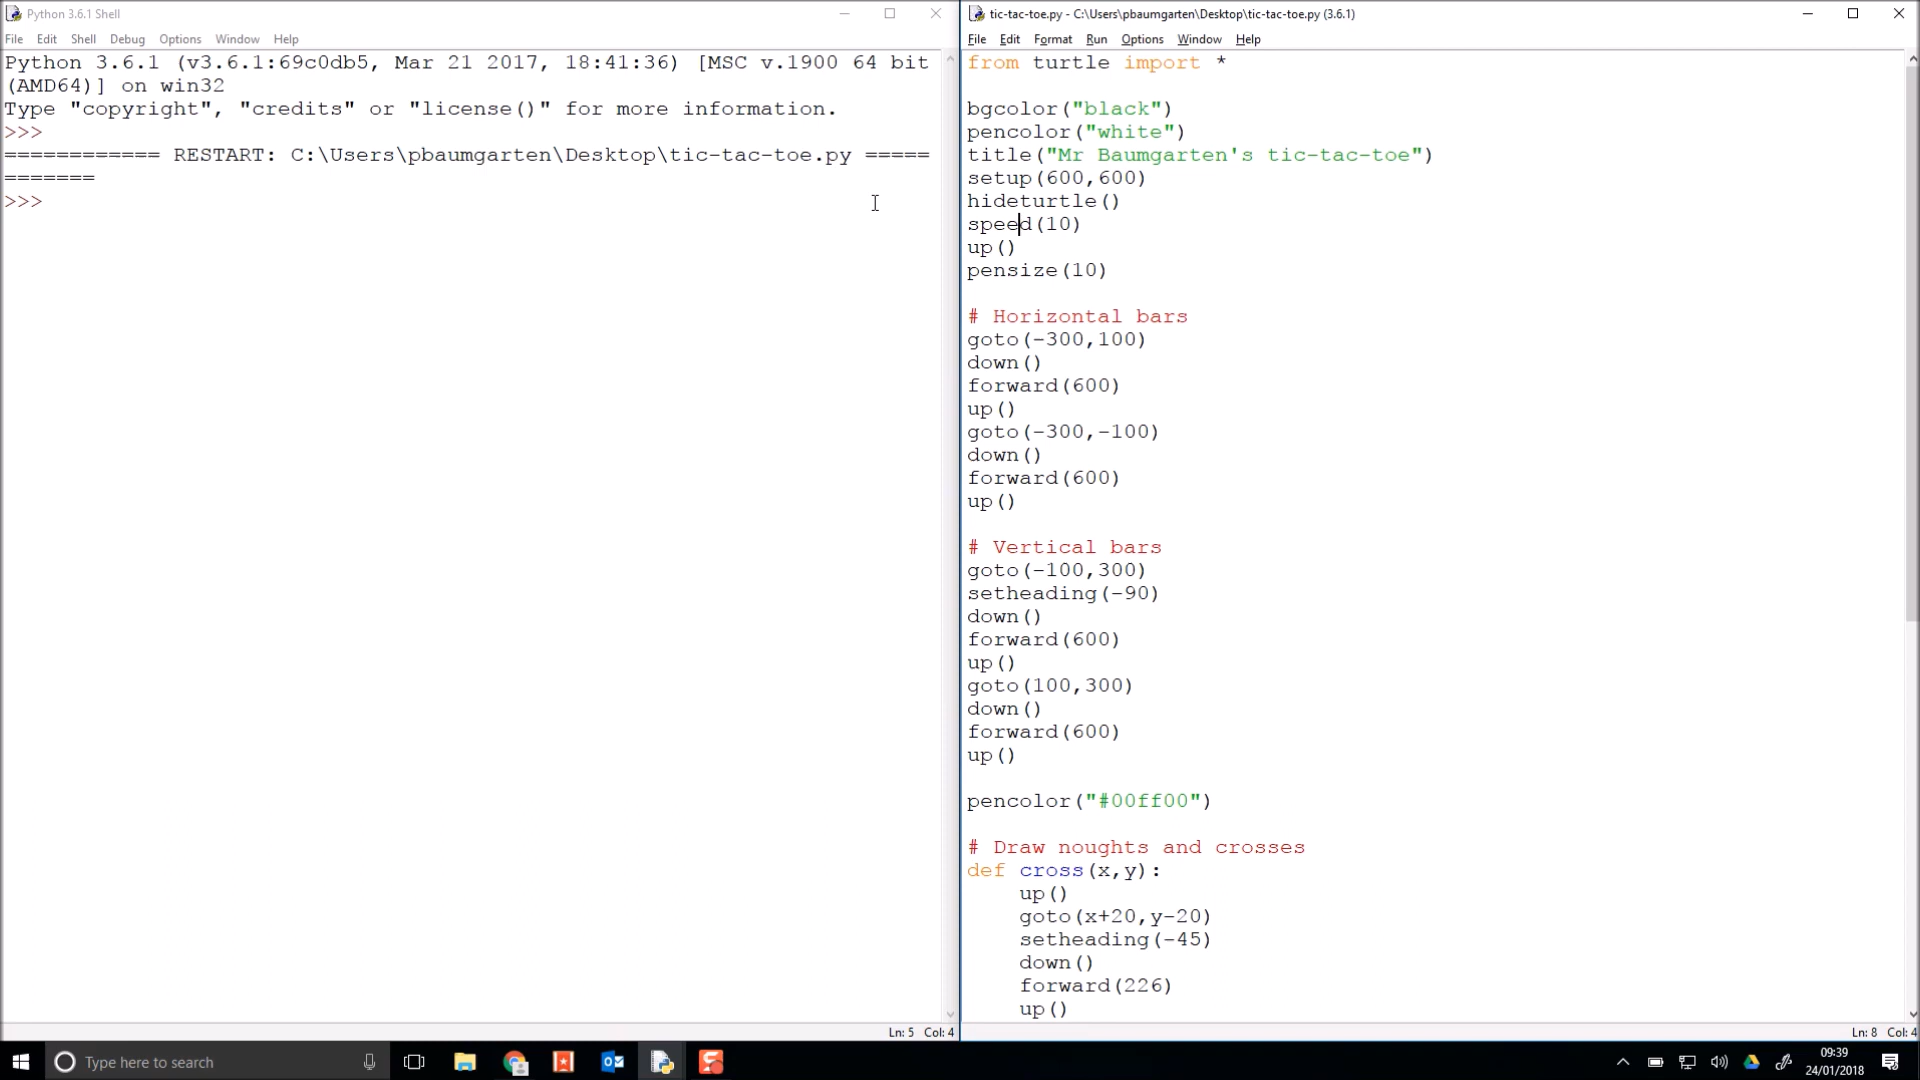 Python 3.6.1 Shell
File Edit Shell Debug Options Window Help
Python 3.6.1 (v3.6.1:69c0db5, Mar 21 2017, 18:41:36) [MSC v.1900 64 bit
(AMD64)] on win32
Type "copyright", "credits" or "license()" for more information.
>>>
============ RESTART: C:\Users\pbaumgarten\Desktop\tic-tac-toe.py =====
=======
>>>
Ln: 5 Col: 4
tic-tac-toe.py - C:\Users\pbaumgarten\Desktop\tic-tac-toe.py (3.6.1)
File Edit Format Run Options Window Help
from turtle import *
bgcolor("black")
pencolor("white")
title("Mr Baumgarten's tic-tac-toe")
setup(600,600)
hideturtle()
speed(10)
up()
pensize(10)
# Horizontal bars
goto(-300,100)
down()
forward(600)
up()
goto(-300,-100)
down()
forward(600)
up()
# Vertical bars
goto(-100,300)
setheading(-90)
down()
forward(600)
up()
goto(100,300)
down()
forward(600)
up()
pencolor("#00ff00")
# Draw noughts and crosses
def cross(x,y):
    up()
    goto(x+20,y-20)
    setheading(-45)
    down()
    forward(226)
    up()
Ln: 8 Col: 4
Type here to search
09:39
24/01/2018